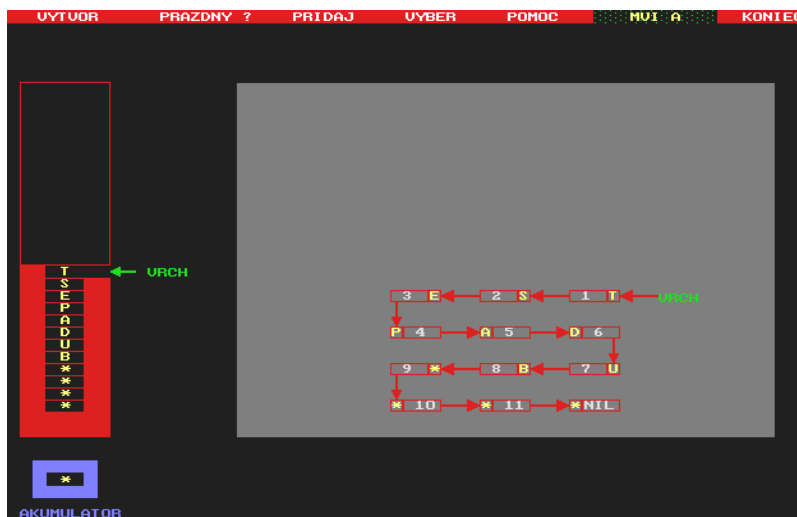 VYTVOR PRAZDNY ? PRIDAJ VYBER POMOC MVI A KONIEC
T VRCH
S
E
P
A
D
U
B
*
*
*
*
3 E 2 S 1 T VRCH
P 4 A 5 D 6
9 * 8 B 7 U
* 10 * 11 * NIL
*
AKUMULATOR